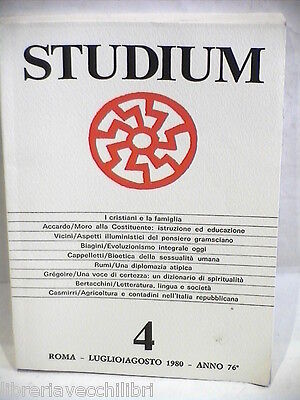 STUDIUM
I cristiani e la famiglia
Accardo/Moro alla Costituente: istruzione ed educazione
Vicini/Aspetti illuministici del pensiero gramsciano
Biagini/Evoluzionismo integrale oggi
Cappelletti/Bioetica della sessualità umana
Rumi/Una diplomazia atipica
Grégoire/Una voce di certezza: un dizionario di spiritualità
Bertacchini/Letteratura, lingua e società
Casmirri/Agricoltura e contadini nell'Italia repubblicana
4
ROMA - LUGLIO/AGOSTO 1980 - ANNO 76°
libreriavecchilibri